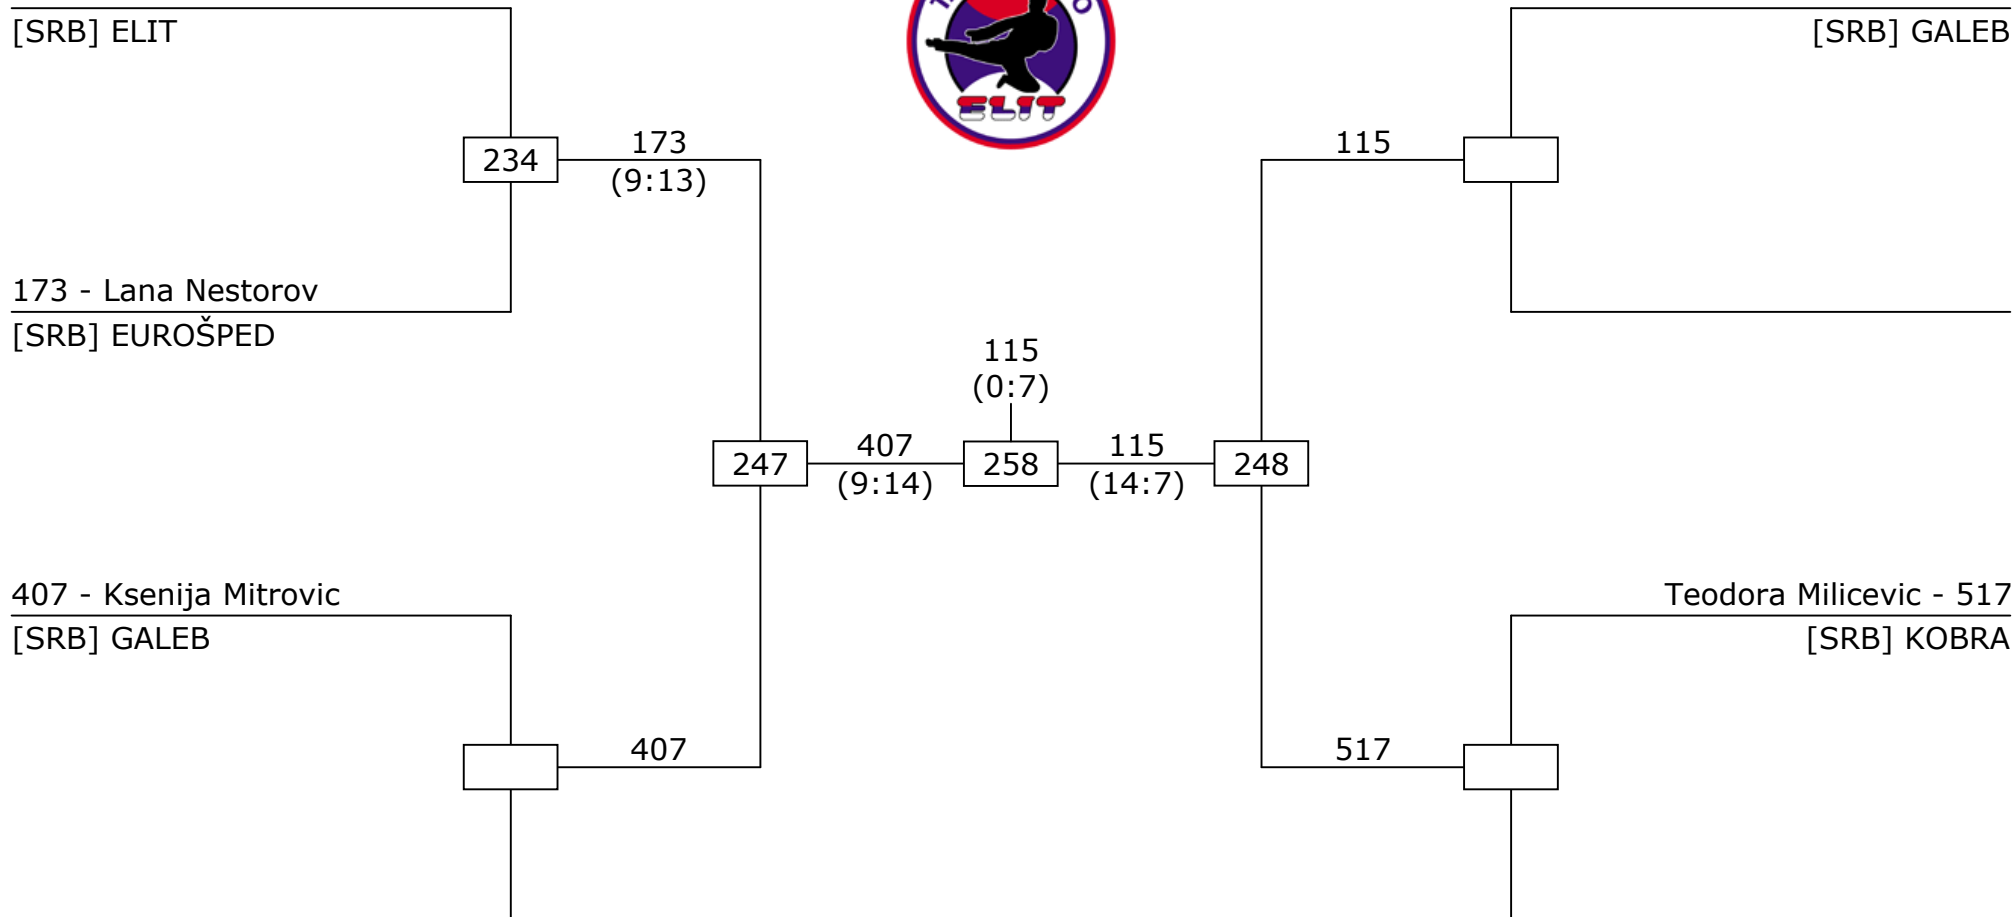 [SRB] ELIT
[SRB] GALEB
ELIT
234
173
(9:13)
115
173 - Lana Nestorov
[SRB] EUROŠPED
115
(0:7)
247
407
(9:14)
258
115
(14:7)
248
407 - Ksenija Mitrovic
[SRB] GALEB
Teodora Milicevic - 517
[SRB] KOBRA
407
517